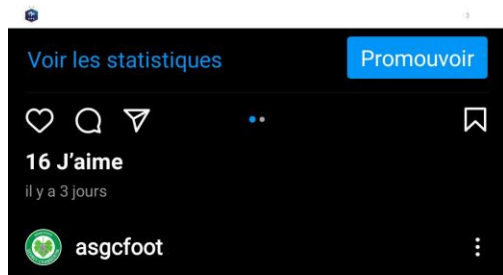 Voir les statistiques Promouvoir
16 J'aime
il y a 3 jours
asgcfoot